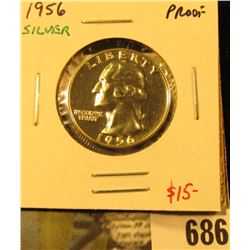 1956
PROOF
SILVER
LIBERTY
IN GOD WE
TRUST
1956
$15-
686